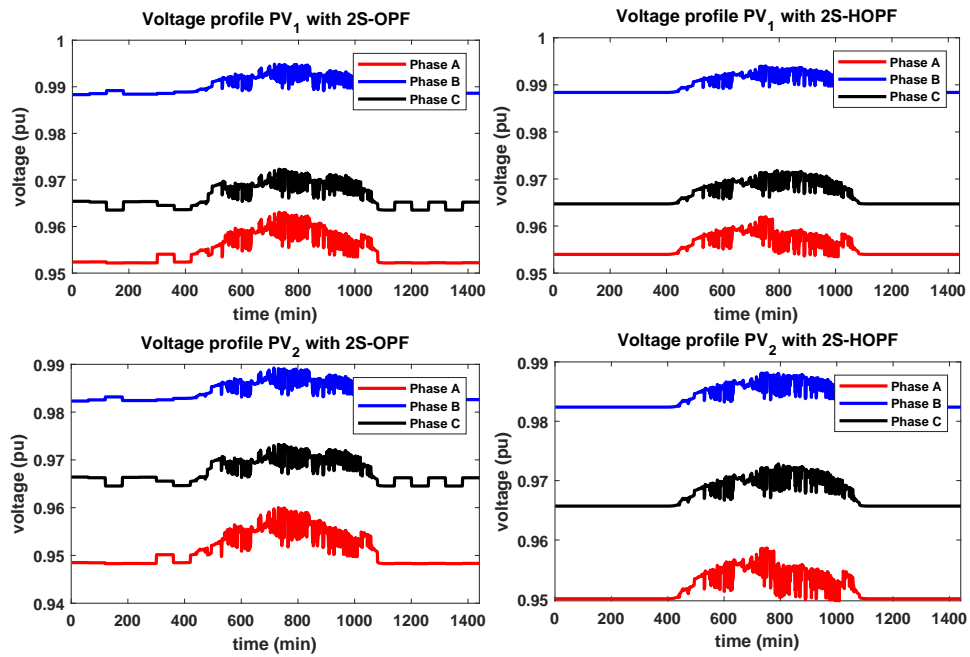 Voltage profile PV1 with 2S-OPF
1
0.99
0.98
0.97
0.96
0.95
voltage (pu)
Phase A
Phase B
Phase C
0 200 400 600 800 1000 1200 1400
time (min)
Voltage profile PV1 with 2S-HOPF
1
0.99
0.98
0.97
0.96
0.95
voltage (pu)
Phase A
Phase B
Phase C
0 200 400 600 800 1000 1200 1400
time (min)
Voltage profile PV2 with 2S-OPF
0.99
0.98
0.97
0.96
0.95
0.94
voltage (pu)
Phase A
Phase B
Phase C
0 200 400 600 800 1000 1200 1400
time (min)
Voltage profile PV2 with 2S-HOPF
0.99
0.98
0.97
0.96
0.95
voltage (pu)
Phase A
Phase B
Phase C
0 200 400 600 800 1000 1200 1400
time (min)